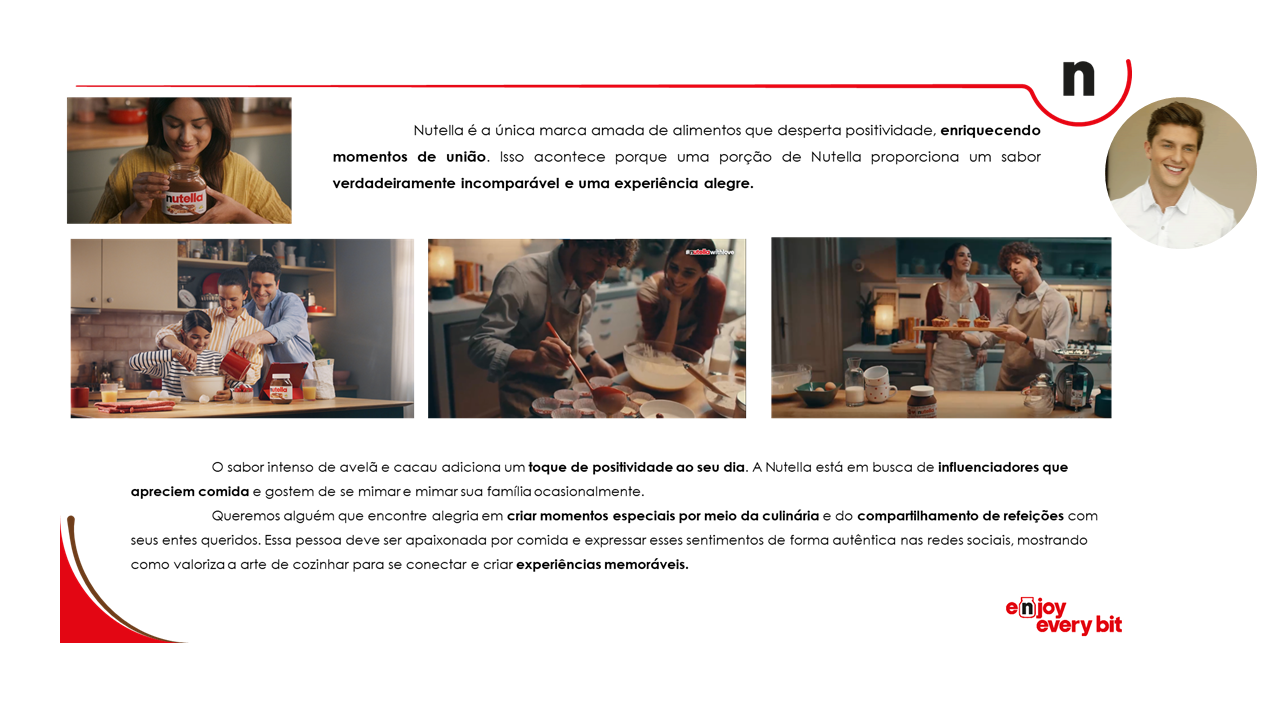 n
Nutella é a única marca amada de alimentos que desperta positividade, enriquecendo
momentos de união. Isso acontece porque uma porção de Nutella proporciona um sabor
verdadeiramente incomparável e uma experiência alegre.
nutella
#nutellawithlove
nutella
nutella
O sabor intenso de avelã e cacau adiciona um toque de positividade ao seu dia. A Nutella está em busca de influenciadores que
apreciem comida e gostem de se mimar e mimar sua família ocasionalmente.
Queremos alguém que encontre alegria em criar momentos especiais por meio da culinária e do compartilhamento de refeições com
seus entes queridos. Essa pessoa deve ser apaixonada por comida e expressar esses sentimentos de forma autêntica nas redes sociais, mostrando
como valoriza a arte de cozinhar para se conectar e criar experiências memoráveis.
enjoy
every bit